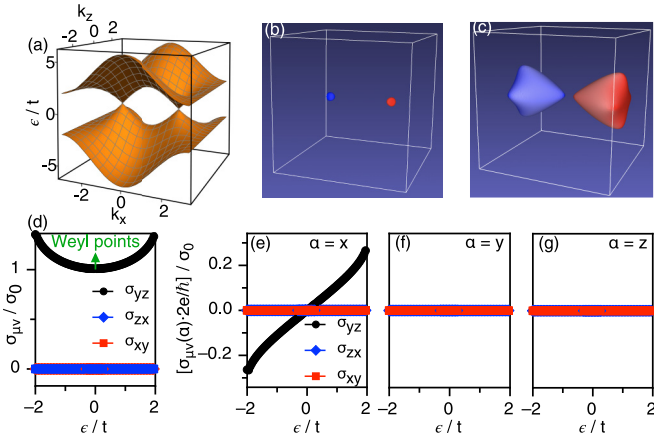 (a)
k_z
-2 0 2
5
0
-5
ϵ / t
-2 0 2
k_x
(b)
(c)
(d)
Weyl points
σ_μν / σ_0
1
0
σ_yz
σ_zx
σ_xy
-2 0 2
ϵ / t
(e) α = x
[σ_μν(α)·2e/ħ] / σ_0
0.2
0.0
-0.2
σ_yz
σ_zx
σ_xy
-2 0 2
ϵ / t
(f) α = y
-2 0 2
ϵ / t
(g) α = z
-2 0 2
ϵ / t